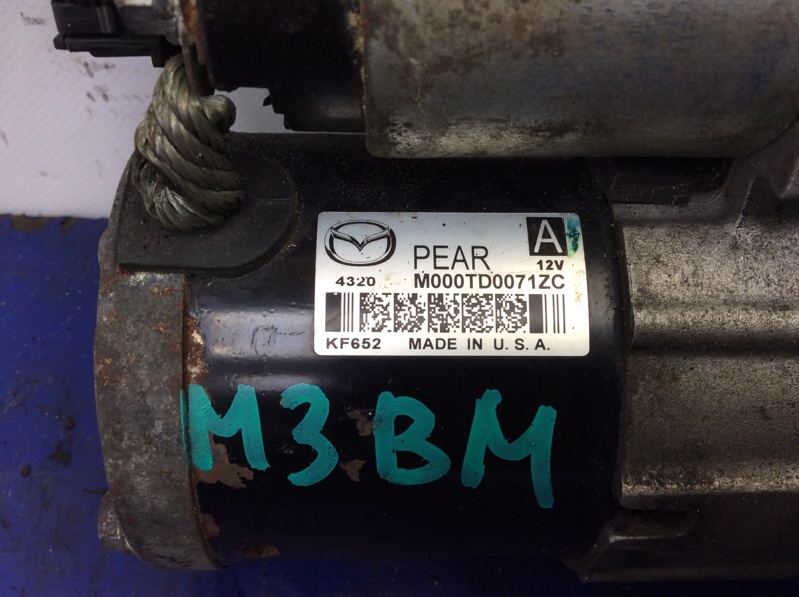 PEAR A
12V
4320 M000TD0071ZC
KF652 MADE IN U. S. A.
M3BM